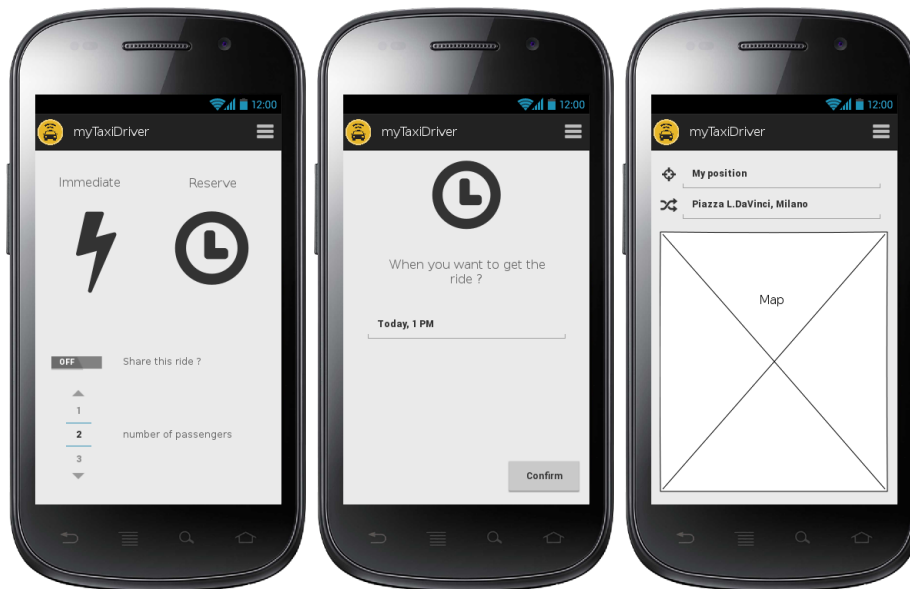 12:00
myTaxiDriver
Immediate
Reserve
OFF
Share this ride ?
1
2
number of passengers
3
12:00
myTaxiDriver
When you want to get the
ride ?
Today, 1 PM
Confirm
12:00
myTaxiDriver
My position
Piazza L.DaVinci, Milano
Map